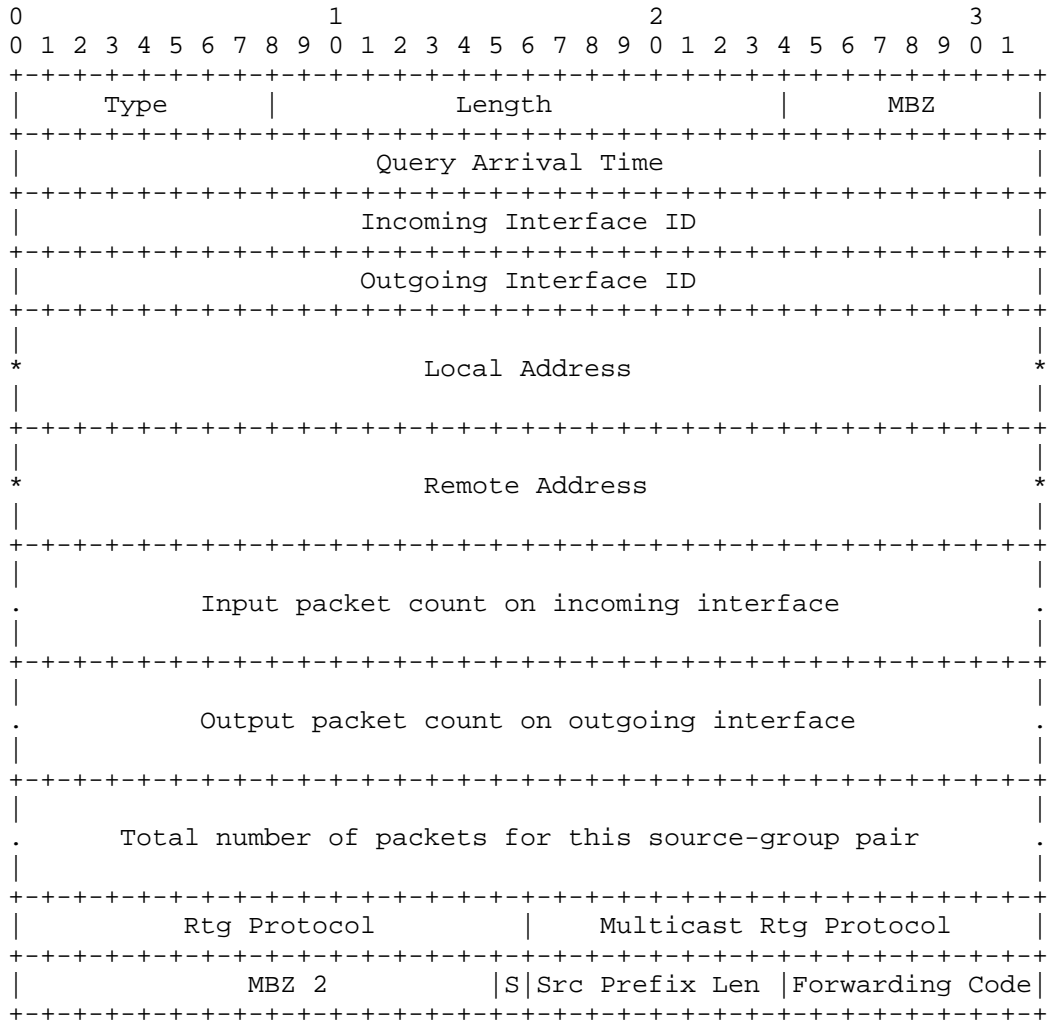 0                   1                   2                   3
0 1 2 3 4 5 6 7 8 9 0 1 2 3 4 5 6 7 8 9 0 1 2 3 4 5 6 7 8 9 0 1
+-+-+-+-+-+-+-+-+-+-+-+-+-+-+-+-+-+-+-+-+-+-+-+-+-+-+-+-+-+-+-+-+
|     Type      |           Length              |      MBZ      |
+-+-+-+-+-+-+-+-+-+-+-+-+-+-+-+-+-+-+-+-+-+-+-+-+-+-+-+-+-+-+-+-+
|                      Query Arrival Time                       |
+-+-+-+-+-+-+-+-+-+-+-+-+-+-+-+-+-+-+-+-+-+-+-+-+-+-+-+-+-+-+-+-+
|                     Incoming Interface ID                     |
+-+-+-+-+-+-+-+-+-+-+-+-+-+-+-+-+-+-+-+-+-+-+-+-+-+-+-+-+-+-+-+-+
|                     Outgoing Interface ID                     |
+-+-+-+-+-+-+-+-+-+-+-+-+-+-+-+-+-+-+-+-+-+-+-+-+-+-+-+-+-+-+-+-+
|                                                               |
*                         Local Address                         *
|                                                               |
+-+-+-+-+-+-+-+-+-+-+-+-+-+-+-+-+-+-+-+-+-+-+-+-+-+-+-+-+-+-+-+-+
|                                                               |
*                         Remote Address                        *
|                                                               |
+-+-+-+-+-+-+-+-+-+-+-+-+-+-+-+-+-+-+-+-+-+-+-+-+-+-+-+-+-+-+-+-+
|                                                               |
.           Input packet count on incoming interface            .
|                                                               |
+-+-+-+-+-+-+-+-+-+-+-+-+-+-+-+-+-+-+-+-+-+-+-+-+-+-+-+-+-+-+-+-+
|                                                               |
.           Output packet count on outgoing interface           .
|                                                               |
+-+-+-+-+-+-+-+-+-+-+-+-+-+-+-+-+-+-+-+-+-+-+-+-+-+-+-+-+-+-+-+-+
|                                                               |
.      Total number of packets for this source-group pair       .
|                                                               |
+-+-+-+-+-+-+-+-+-+-+-+-+-+-+-+-+-+-+-+-+-+-+-+-+-+-+-+-+-+-+-+-+
|          Rtg Protocol         |    Multicast Rtg Protocol     |
+-+-+-+-+-+-+-+-+-+-+-+-+-+-+-+-+-+-+-+-+-+-+-+-+-+-+-+-+-+-+-+-+
|              MBZ 2          |S|Src Prefix Len |Forwarding Code|
+-+-+-+-+-+-+-+-+-+-+-+-+-+-+-+-+-+-+-+-+-+-+-+-+-+-+-+-+-+-+-+-+